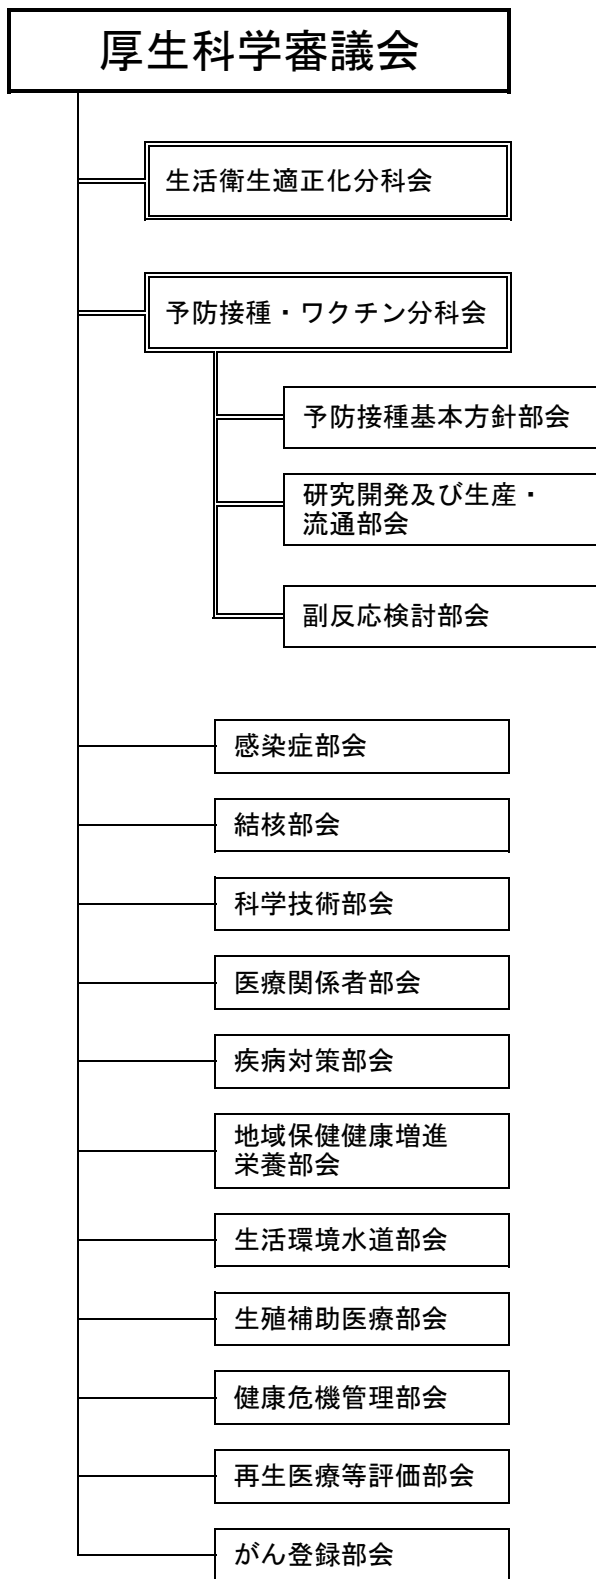 厚生科学審議会
生活衛生適正化分科会
予防接種・ワクチン分科会
予防接種基本方針部会
研究開発及び生産・
流通部会
副反応検討部会
感染症部会
結核部会
科学技術部会
医療関係者部会
疾病対策部会
地域保健健康増進
栄養部会
生活環境水道部会
生殖補助医療部会
健康危機管理部会
再生医療等評価部会
がん登録部会